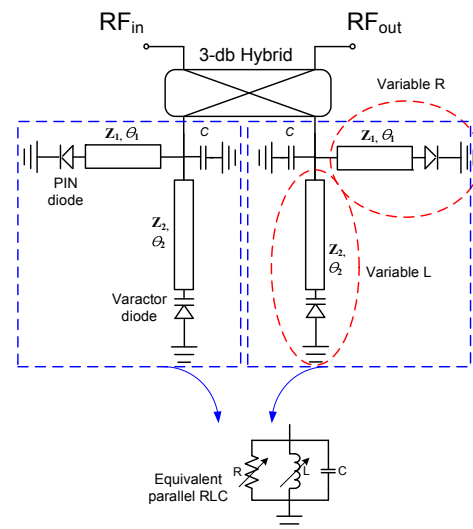 RFin
RFout
3-db Hybrid
Variable R
C
C
Z1, θ1
Z1, θ1
PIN
diode
Z2,
θ2
Z2,
θ2
Variable L
Varactor
diode
Equivalent
parallel RLC
R
L
C